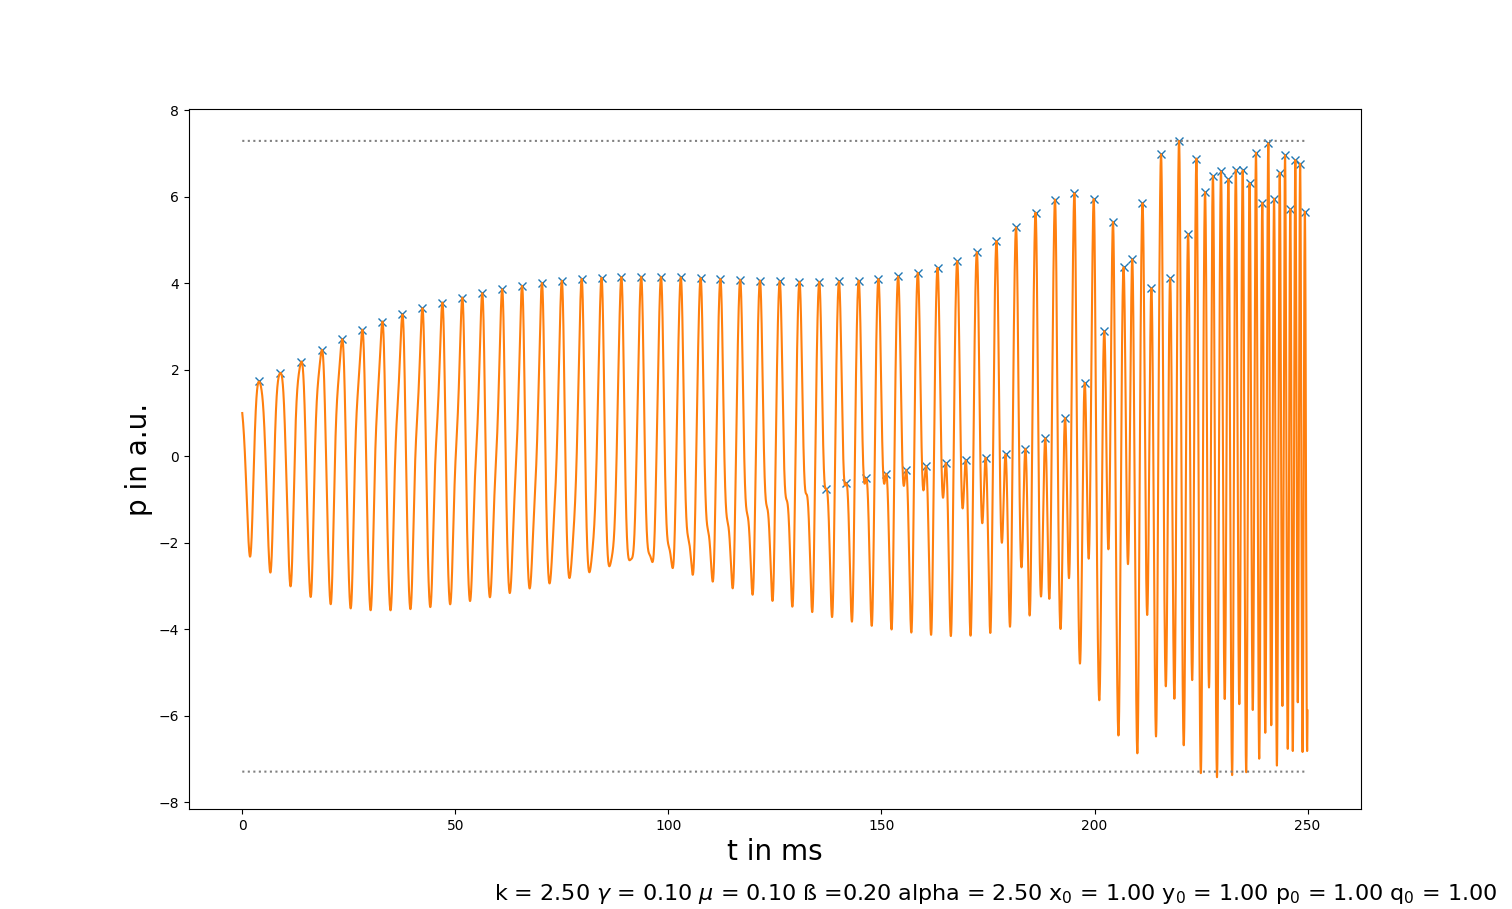 8
6
4
2
0
−2
−4
−6
−8
p in a.u.
0 50 100 150 200 250
t in ms
k = 2.50 γ = 0.10 μ = 0.10 ß =0.20 alpha = 2.50 x₀ = 1.00 y₀ = 1.00 p₀ = 1.00 q₀ = 1.00